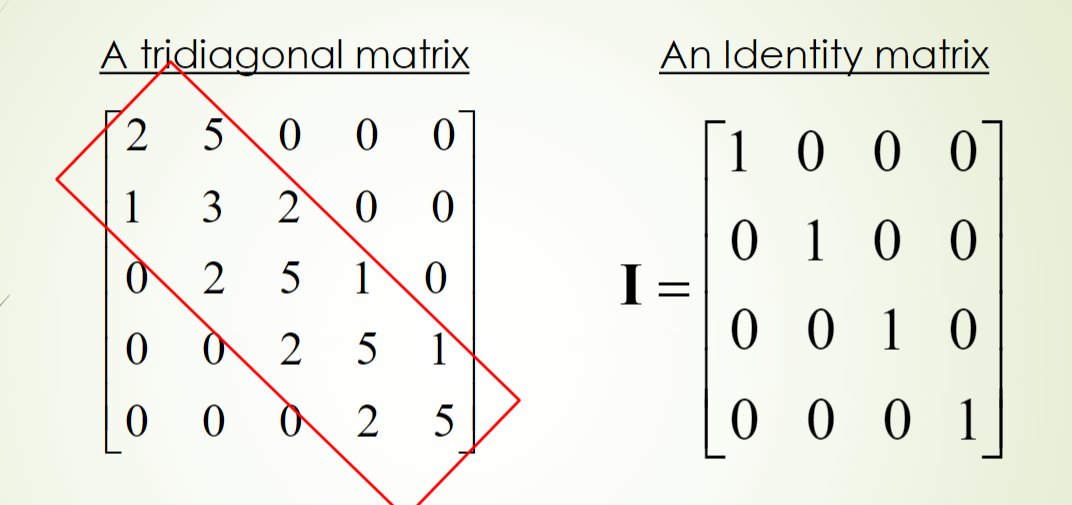 A tridiagonal matrix
2 5 0 0 0
1 3 2 0 0
0 2 5 1 0
0 0 2 5 1
0 0 0 2 5
An Identity matrix
I =
1 0 0 0
0 1 0 0
0 0 1 0
0 0 0 1